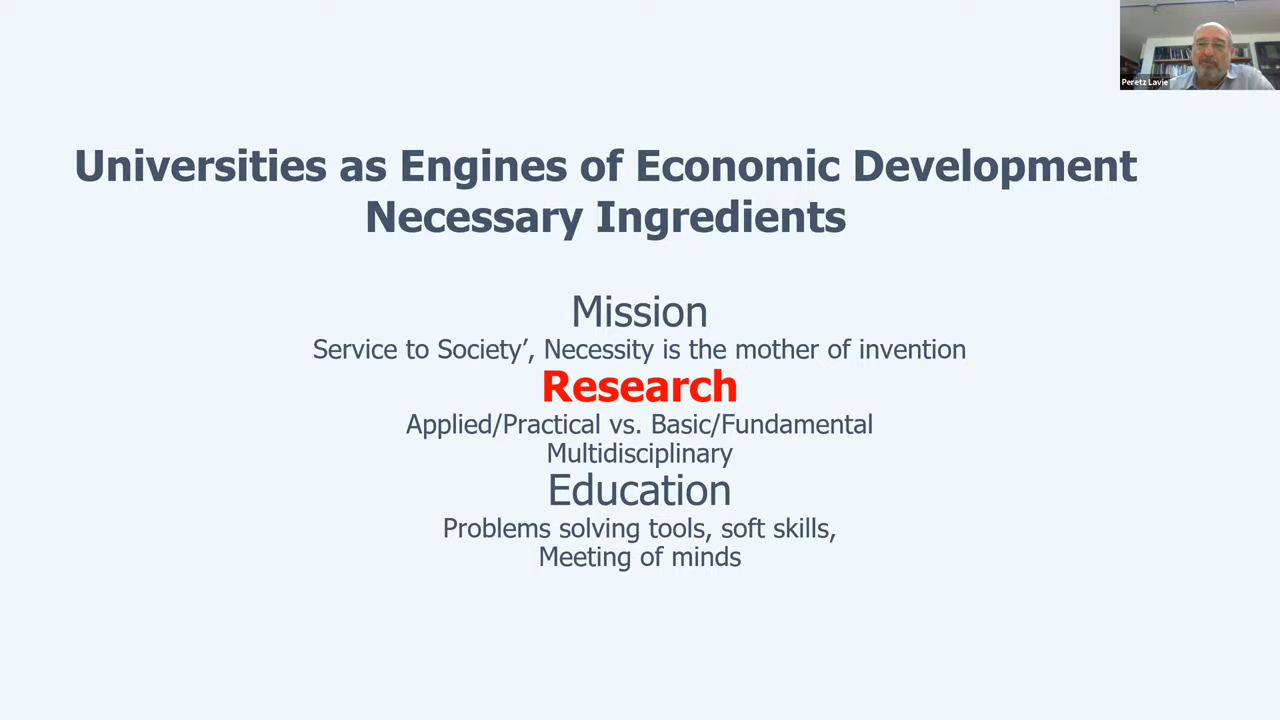 Peretz Lavie
Universities as Engines of Economic Development
Necessary Ingredients
Mission
Service to Society’, Necessity is the mother of invention
Research
Applied/Practical vs. Basic/Fundamental
Multidisciplinary
Education
Problems solving tools, soft skills,
Meeting of minds